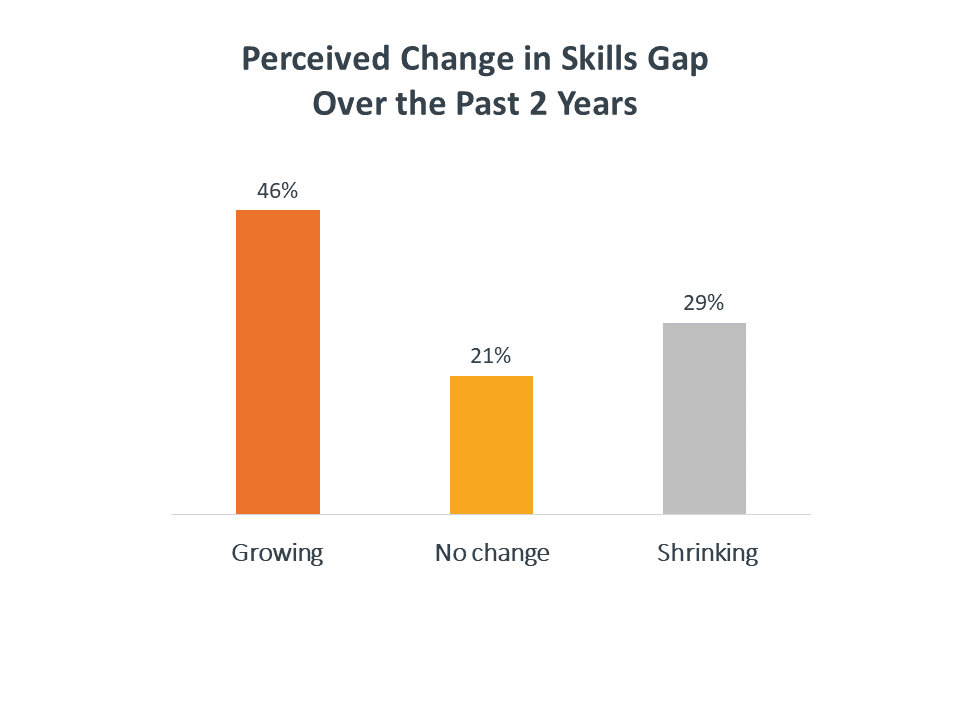 Perceived Change in Skills Gap
Over the Past 2 Years
46%
29%
21%
Growing
No change
Shrinking